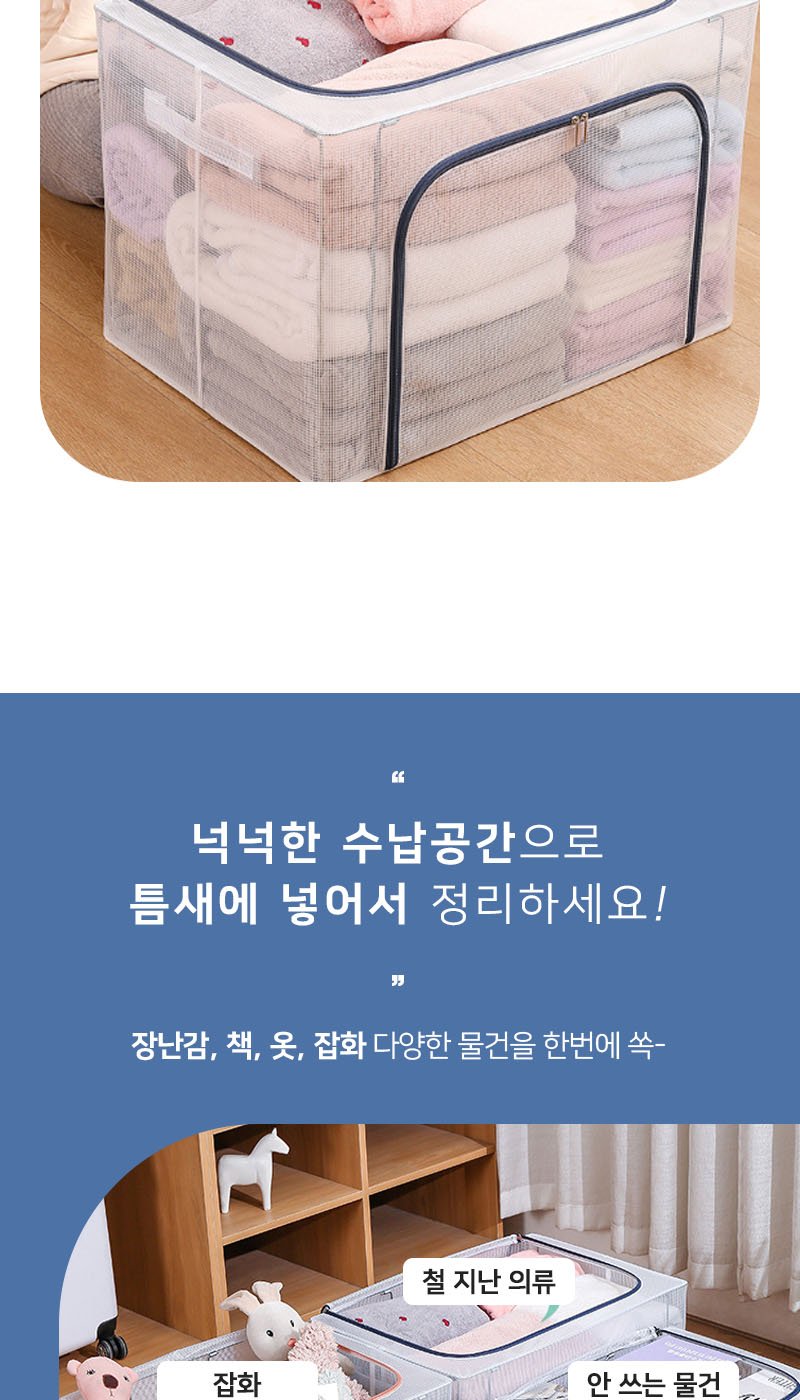 “
넉넉한 수납공간으로
틈새에 넣어서 정리하세요!
”
장난감, 책, 옷, 잡화 다양한 물건을 한번에 쏙-
철 지난 의류
잡화
안 쓰는 물건